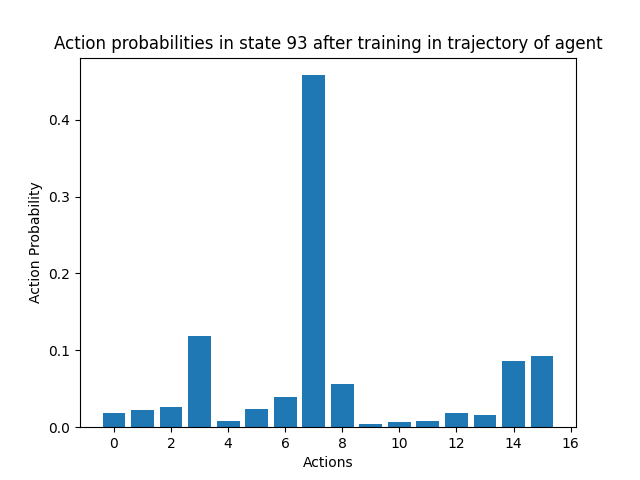 Action probabilities in state 93 after training in trajectory of agent
0.4
0.3
0.2
0.1
0.0
Action Probability
0 2 4 6 8 10 12 14 16
Actions